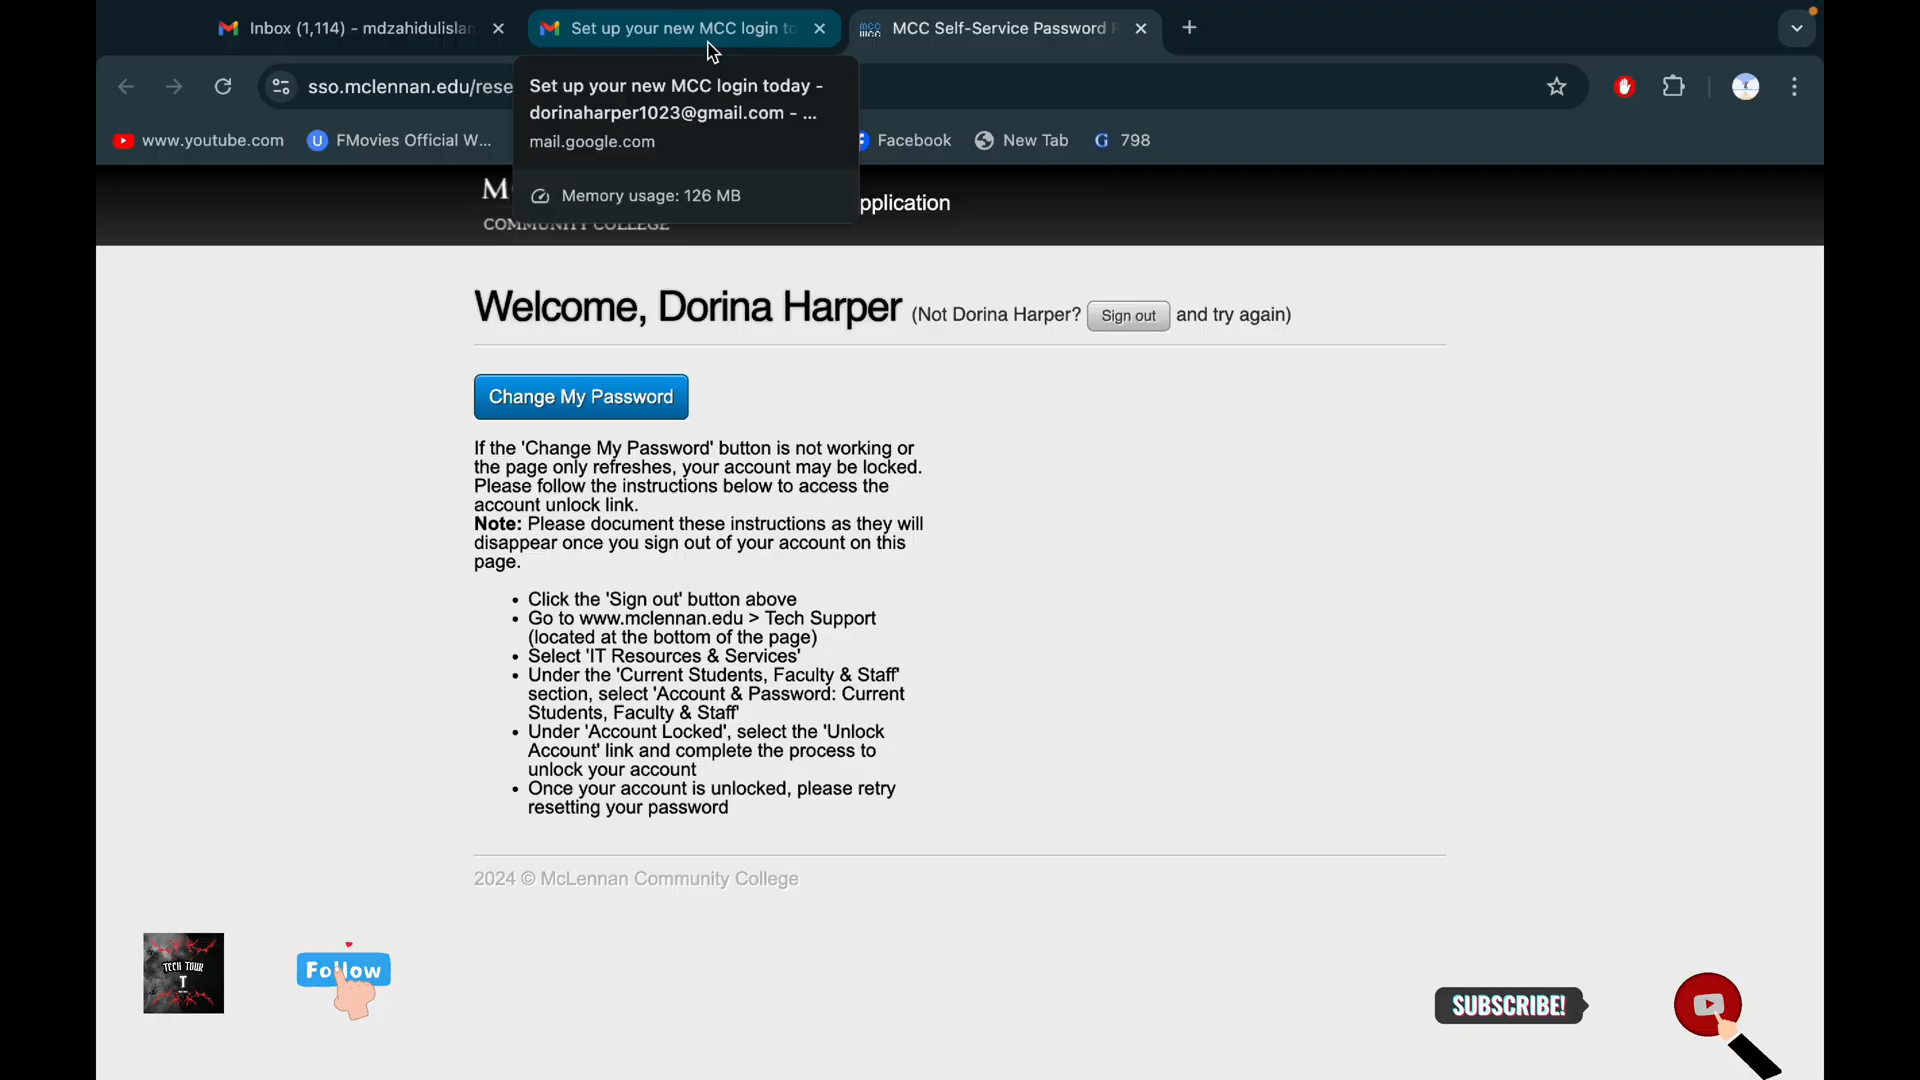 Inbox (1,114) - mdzahidulislan
Set up your new MCC login to
MCC Self-Service Password
sso.mclennan.edu/rese
Set up your new MCC login today -
dorinaharper1023@gmail.com - ...
mail.google.com
Memory usage: 126 MB
www.youtube.com
FMovies Official W...
Facebook
New Tab
798
M
COMMUNITY COLLEGE
pplication
Welcome, Dorina Harper (Not Dorina Harper? Sign out and try again)
Change My Password
If the 'Change My Password' button is not working or
the page only refreshes, your account may be locked.
Please follow the instructions below to access the
account unlock link.
Note: Please document these instructions as they will
disappear once you sign out of your account on this
page.
• Click the 'Sign out' button above
• Go to www.mclennan.edu > Tech Support
(located at the bottom of the page)
• Select 'IT Resources & Services'
• Under the 'Current Students, Faculty & Staff'
section, select 'Account & Password: Current
Students, Faculty & Staff'
• Under 'Account Locked', select the 'Unlock
Account' link and complete the process to
unlock your account
• Once your account is unlocked, please retry
resetting your password
2024 © McLennan Community College
TECH TOUR
T
Follow
SUBSCRIBE!